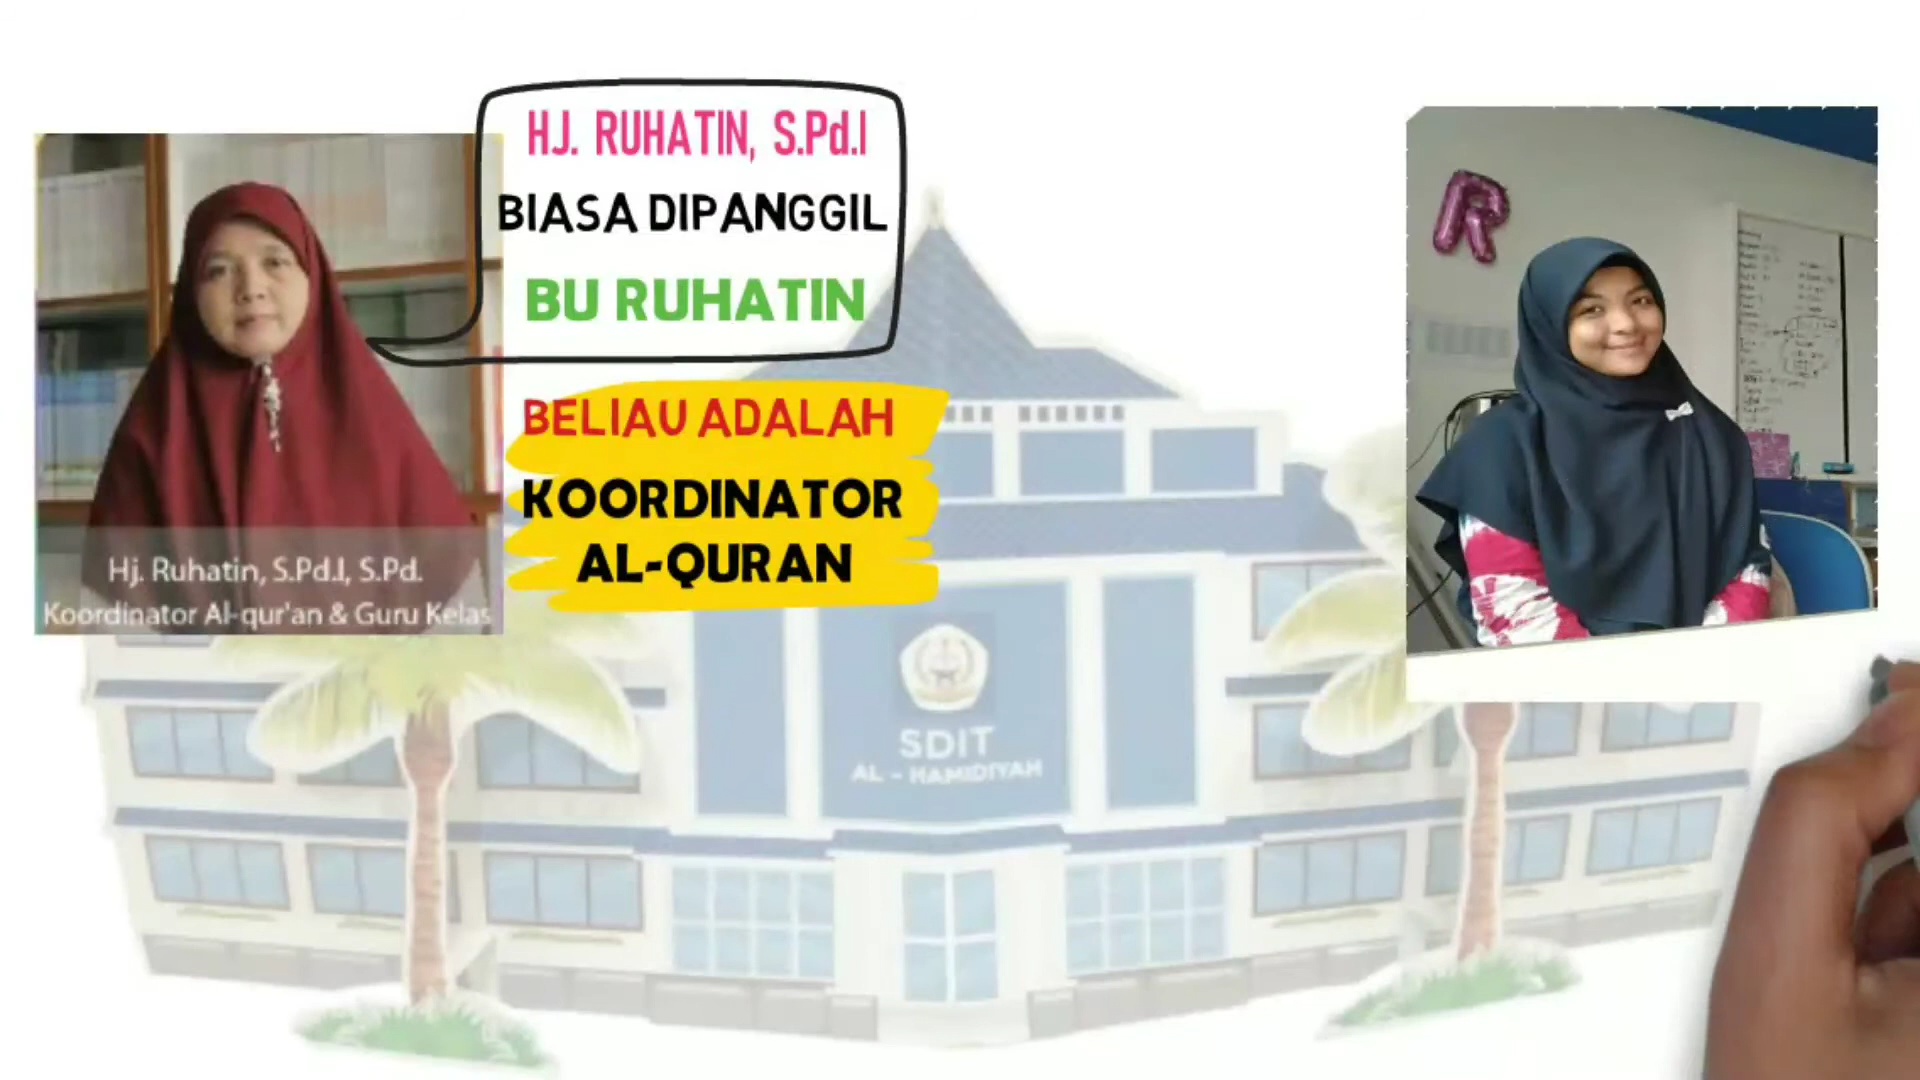 HJ. RUHATIN, S.Pd.I
BIASA DIPANGGIL
BU RUHATIN
BELIAU ADALAH
KOORDINATOR
AL-QURAN
Hj. Ruhatin, S.Pd.I, S.Pd.
Koordinator Al-qur'an & Guru Kelas
R
SDIT
AL - HAMIDIYAH